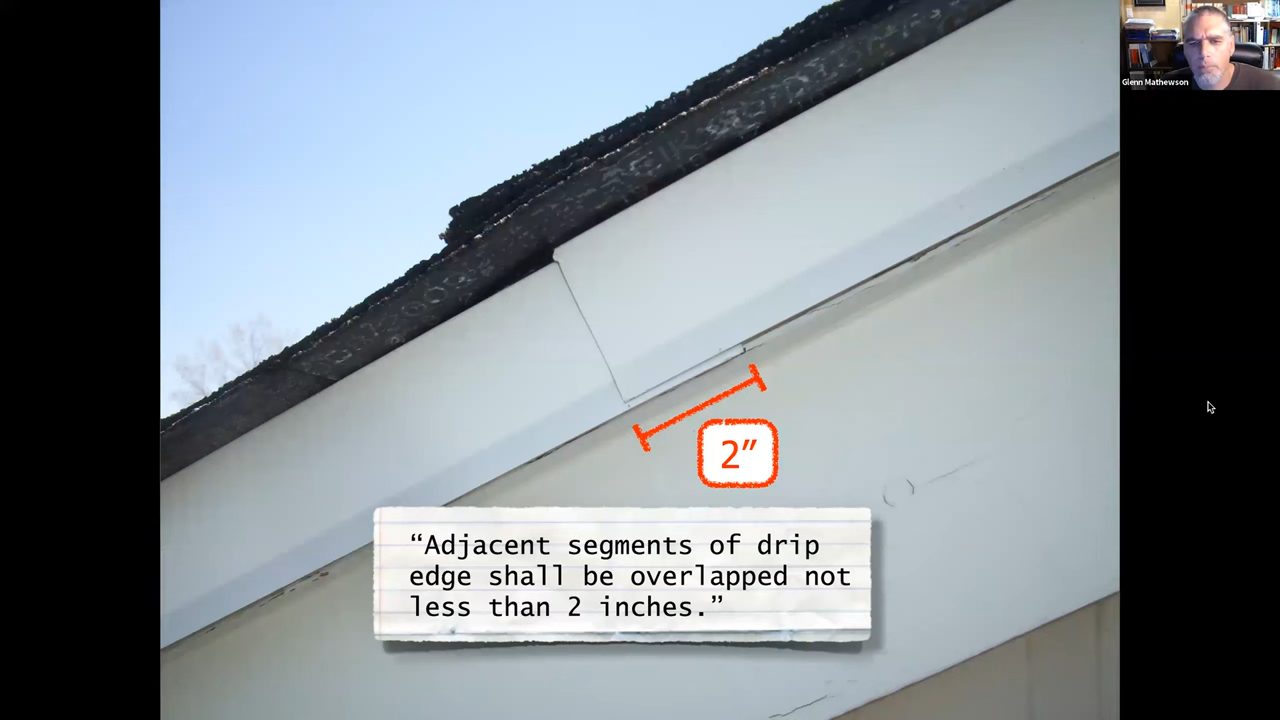 Glenn Mathewson
2”
“Adjacent segments of drip
edge shall be overlapped not
less than 2 inches.”